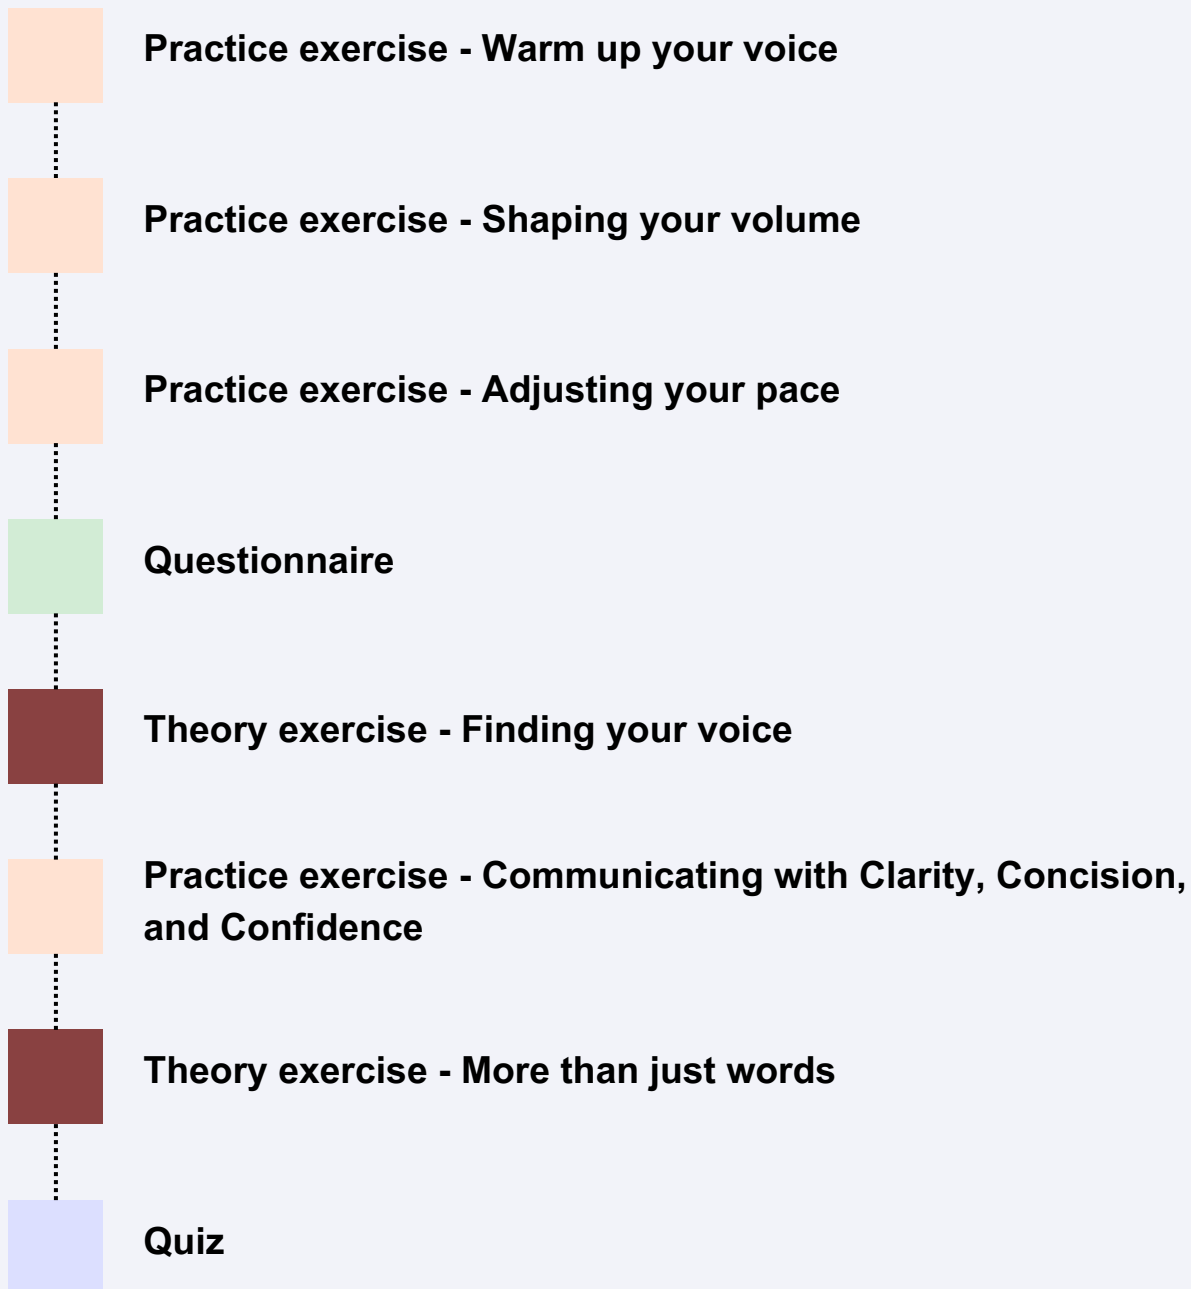 Practice exercise - Warm up your voice
Practice exercise - Shaping your volume
Practice exercise - Adjusting your pace
Questionnaire
Theory exercise - Finding your voice
Practice exercise - Communicating with Clarity, Concision,
and Confidence
Theory exercise - More than just words
Quiz